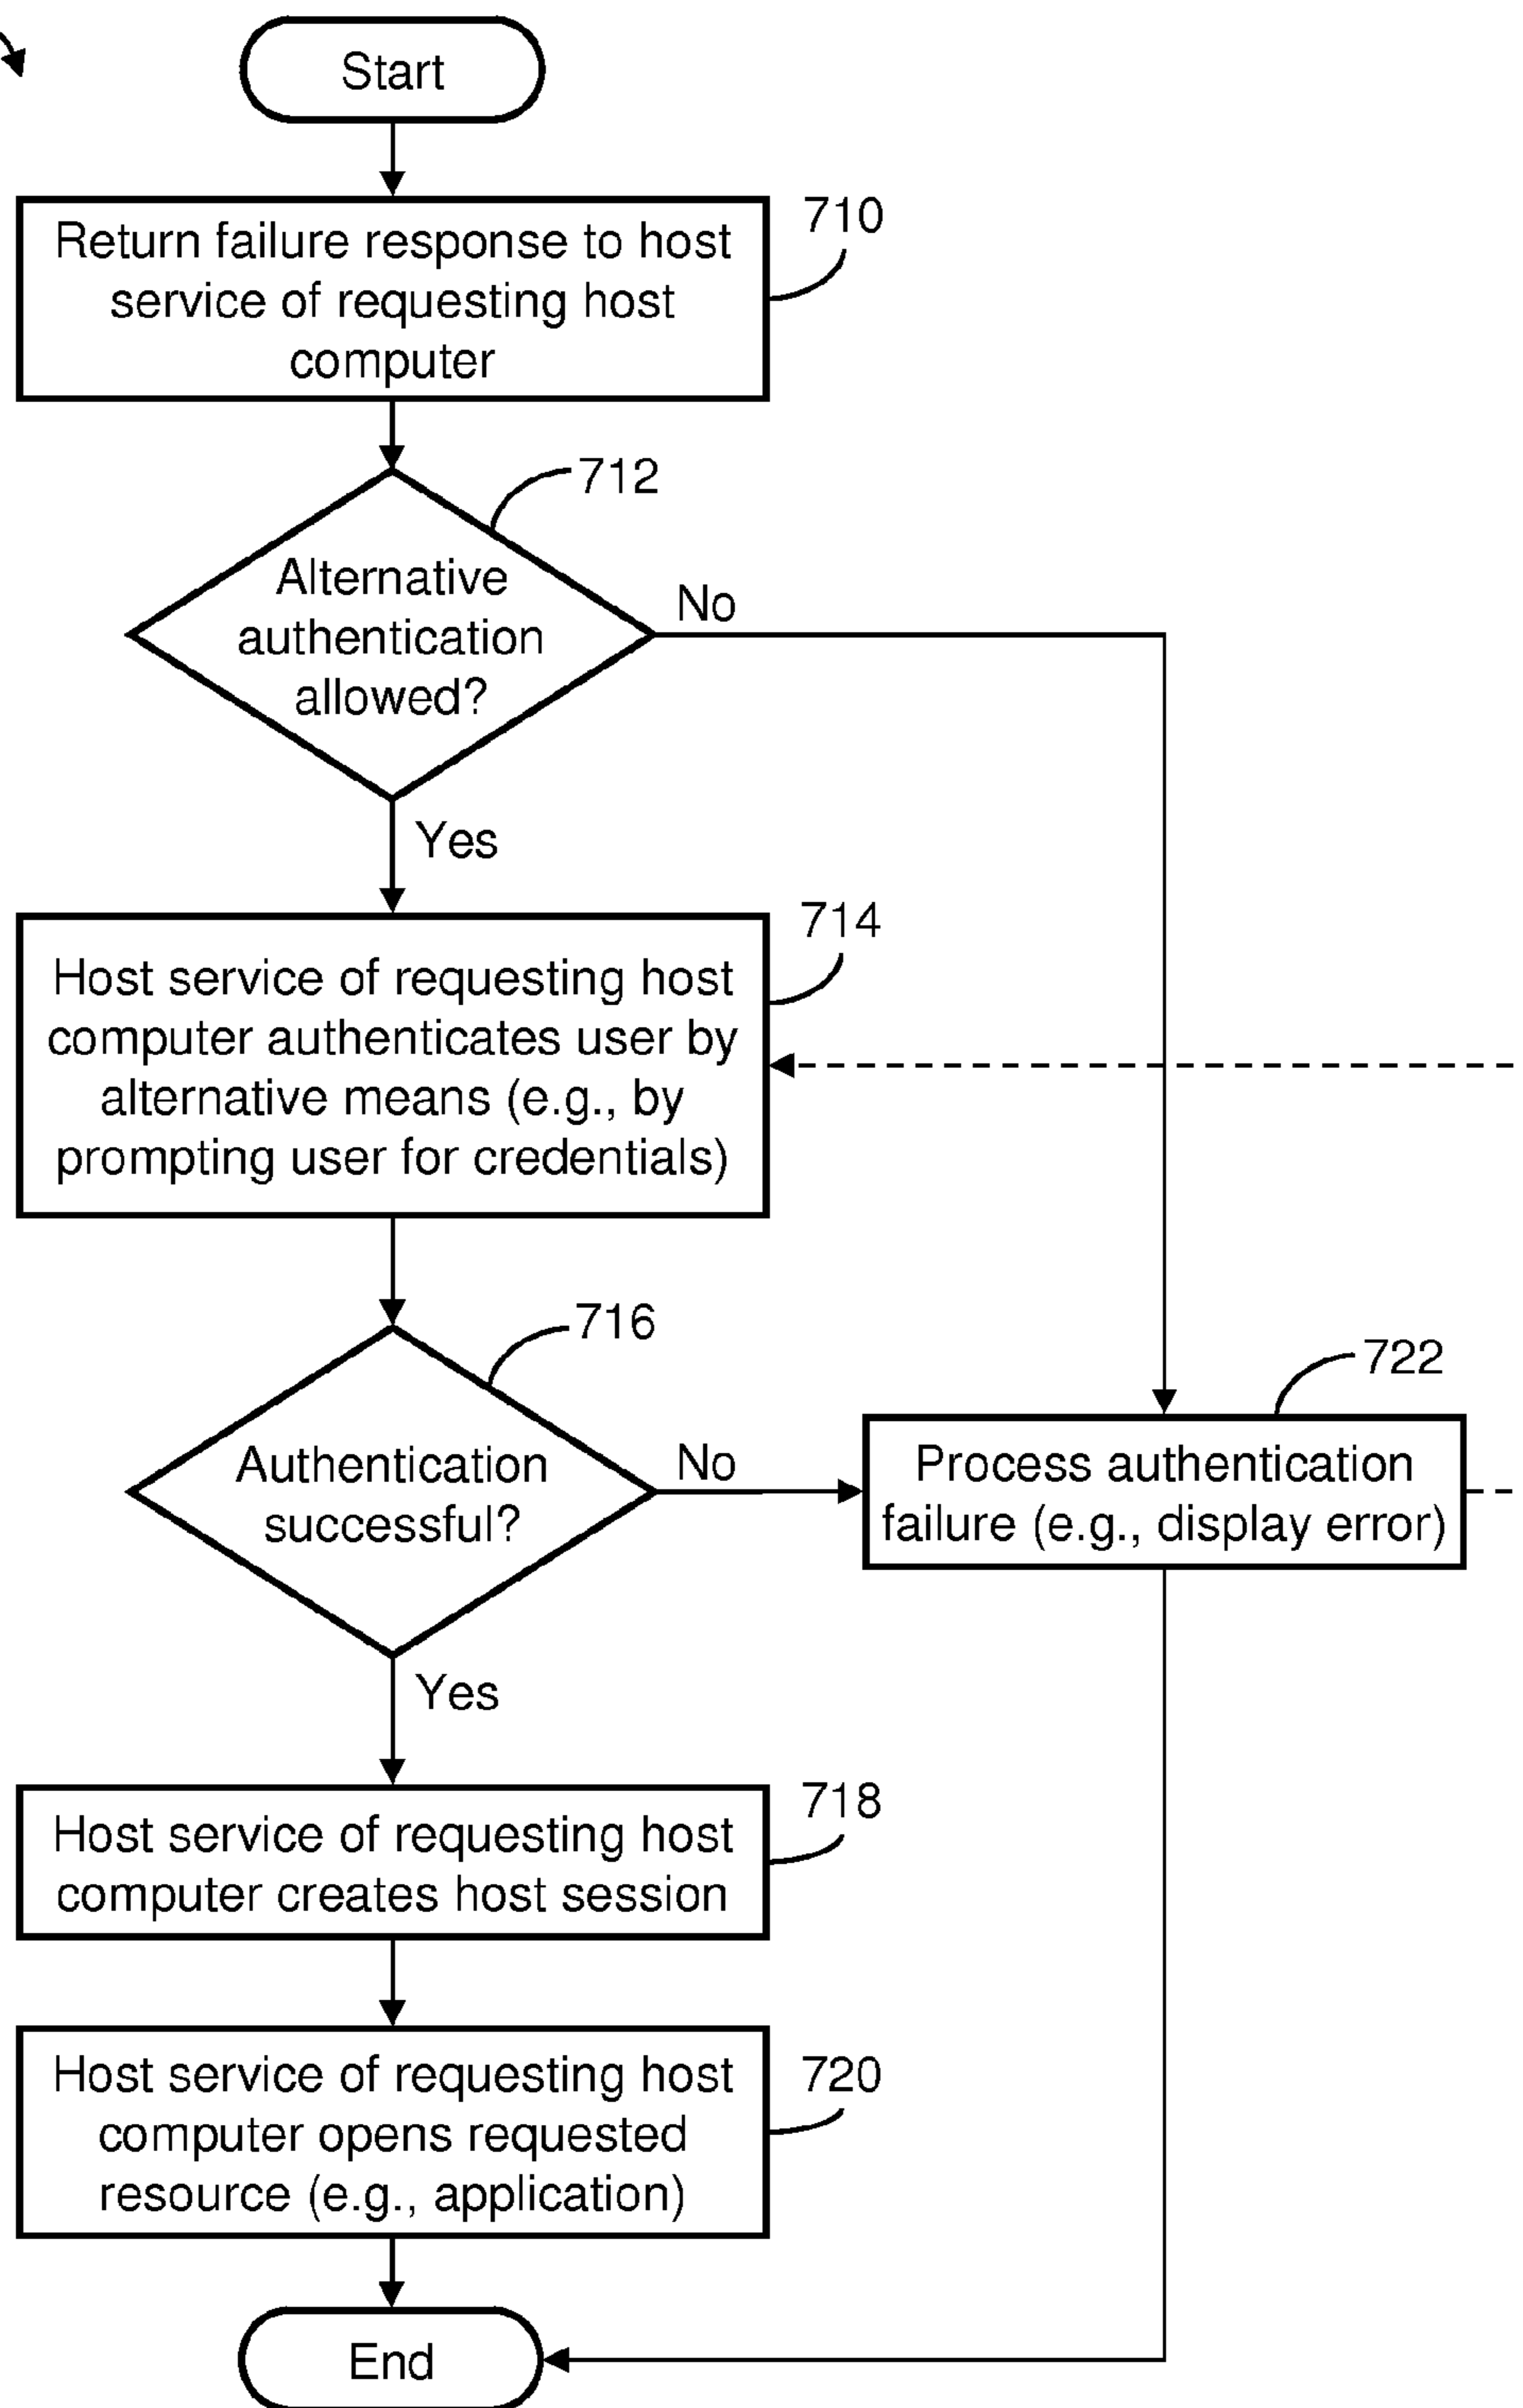 Start
Return failure response to host
service of requesting host
computer
710
712
Alternative
authentication
allowed?
No
Yes
714
Host service of requesting host
computer authenticates user by
alternative means (e.g., by
prompting user for credentials)
716
Authentication
successful?
No
722
Process authentication
failure (e.g., display error)
Yes
718
Host service of requesting host
computer creates host session
720
Host service of requesting host
computer opens requested
resource (e.g., application)
End